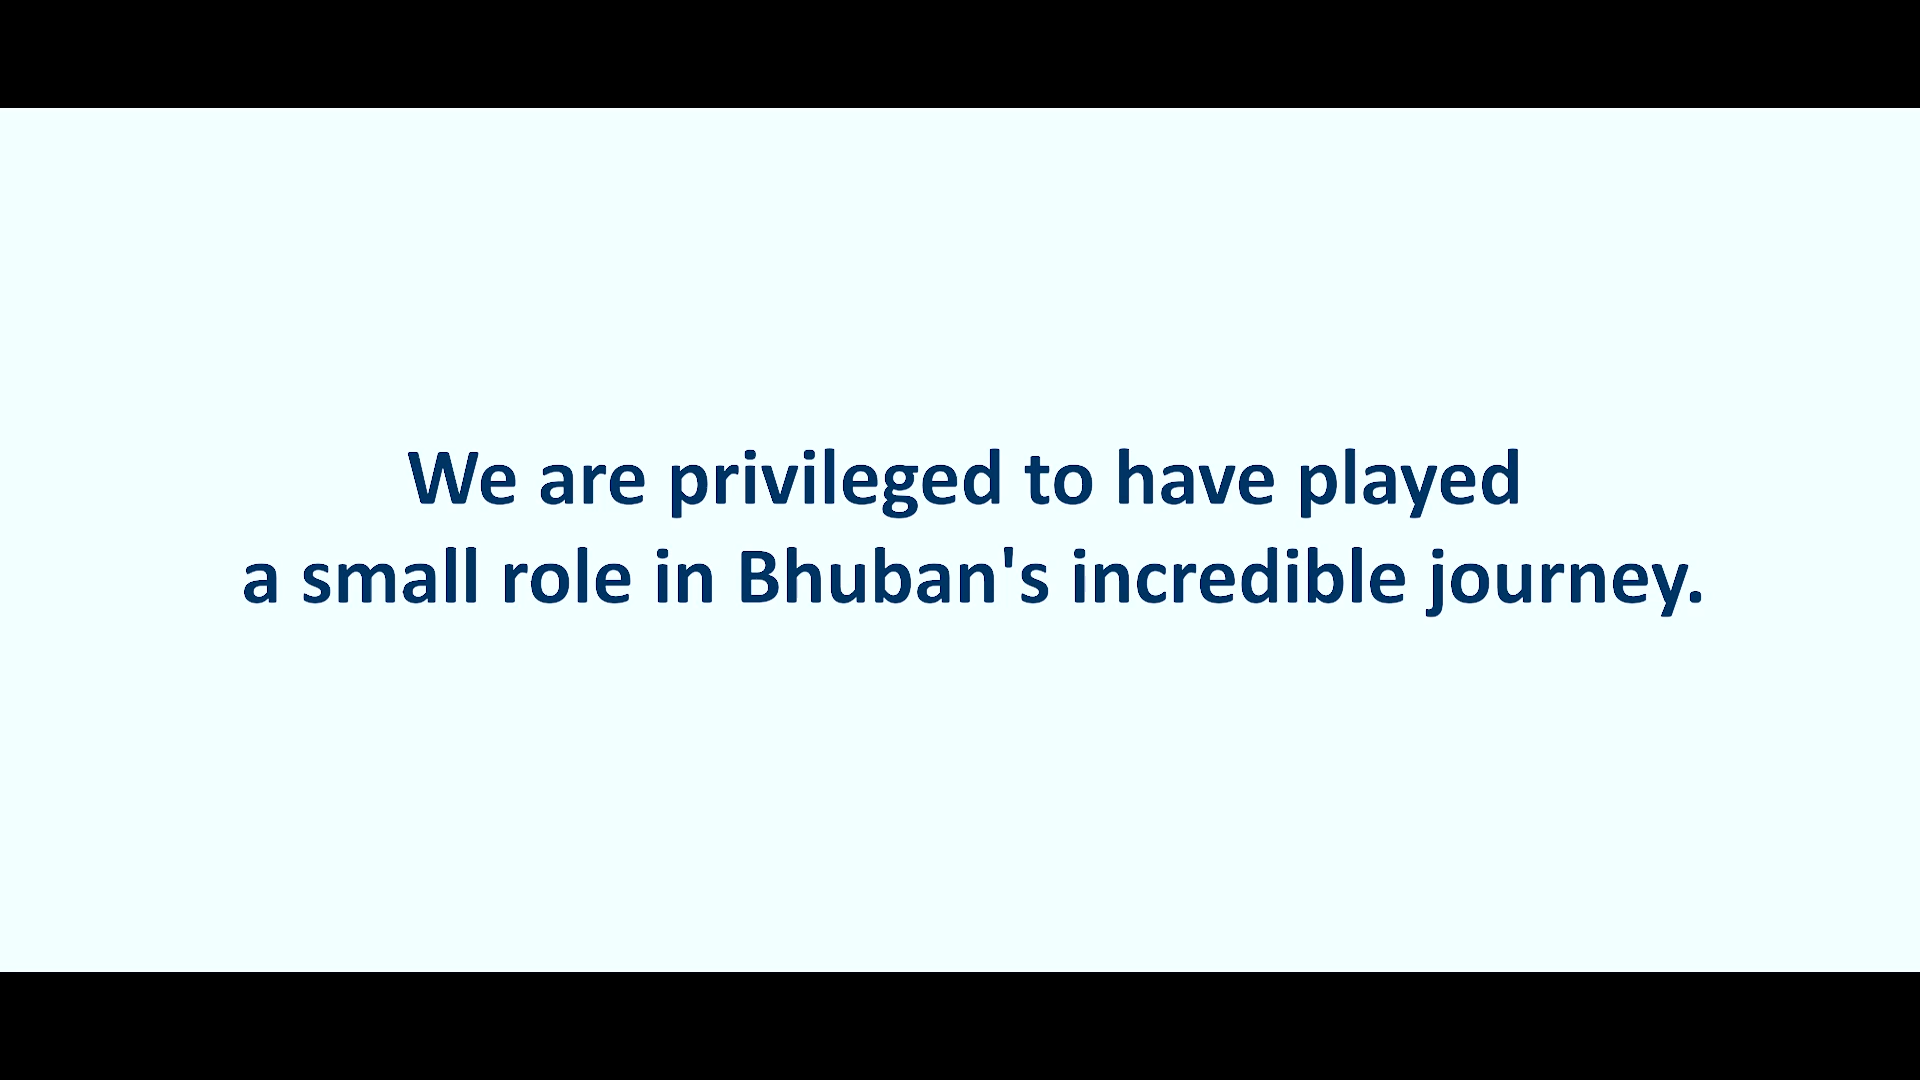 We are privileged to have played
a small role in Bhuban's incredible journey.